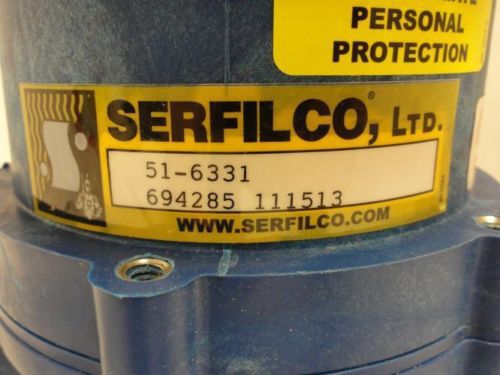 PERSONAL
PROTECTION
SERFILCO, LTD.
51-6331
694285 111513
WWW.SERFILCO.COM